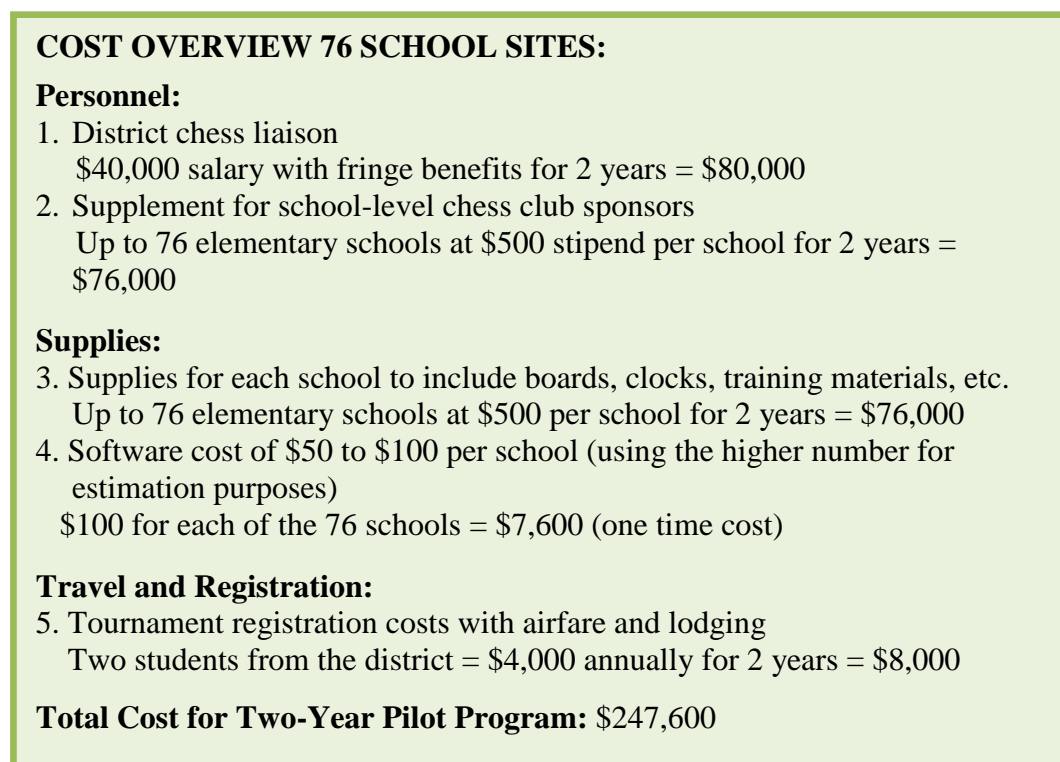 COST OVERVIEW 76 SCHOOL SITES:
Personnel:
1. District chess liaison
$40,000 salary with fringe benefits for 2 years = $80,000
2. Supplement for school-level chess club sponsors
Up to 76 elementary schools at $500 stipend per school for 2 years =
$76,000
Supplies:
3. Supplies for each school to include boards, clocks, training materials, etc.
Up to 76 elementary schools at $500 per school for 2 years = $76,000
4. Software cost of $50 to $100 per school (using the higher number for
estimation purposes)
$100 for each of the 76 schools = $7,600 (one time cost)
Travel and Registration:
5. Tournament registration costs with airfare and lodging
Two students from the district = $4,000 annually for 2 years = $8,000
Total Cost for Two-Year Pilot Program: $247,600